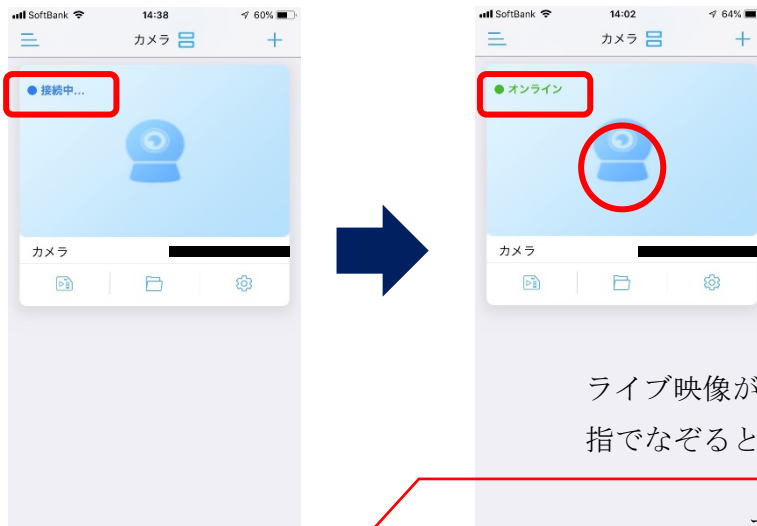 SoftBank 14:38 60%
カメラ
接続中...
カメラ
SoftBank 14:02 64%
カメラ
オンライン
カメラ
ライブ映像が
指でなぞると